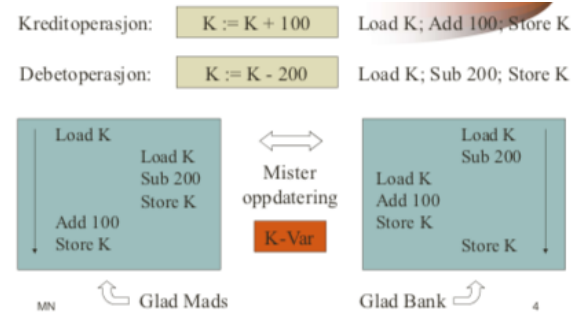 Kreditoperasjon: K := K + 100 Load K; Add 100; Store K
Debetoperasjon: K := K - 200 Load K; Sub 200; Store K
Load K
Load K
Sub 200
Store K
Add 100
Store K
Mister
oppdatering
K-Var
Load K
Sub 200
Load K
Add 100
Store K
Store K
MN
Glad Mads
Glad Bank
4